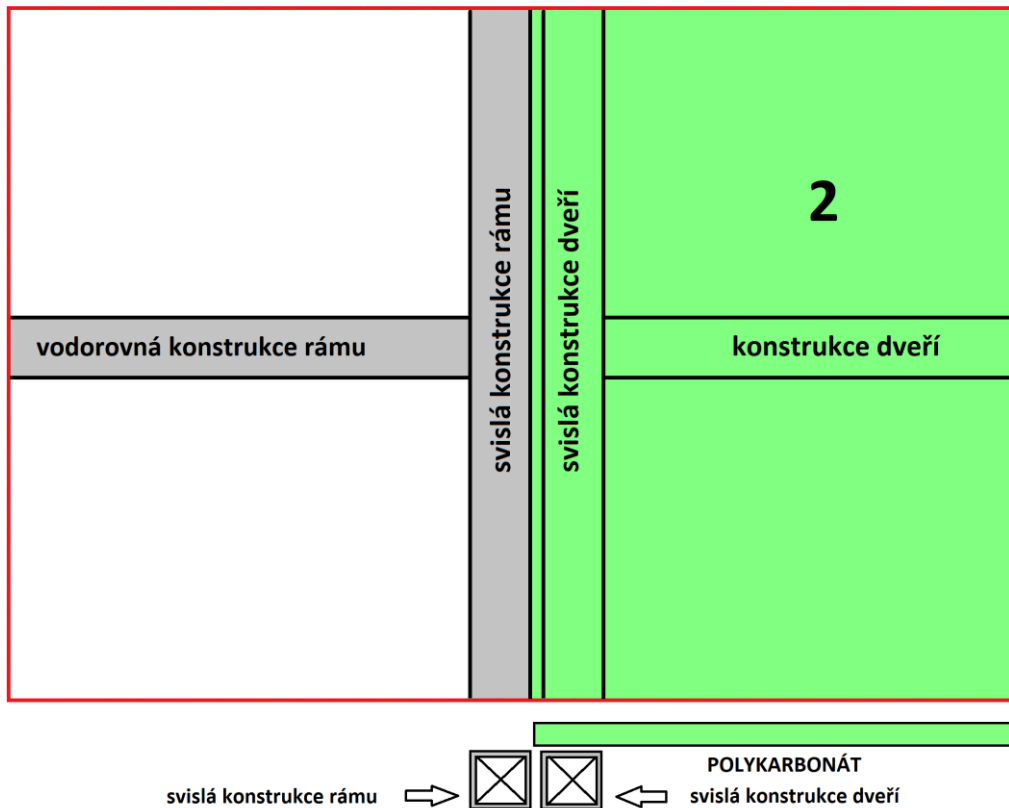 2
svislá konstrukce rámu
svislá konstrukce dveří
vodorovná konstrukce rámu
konstrukce dveří
POLYKARBONÁT
svislá konstrukce rámu
svislá konstrukce dveří